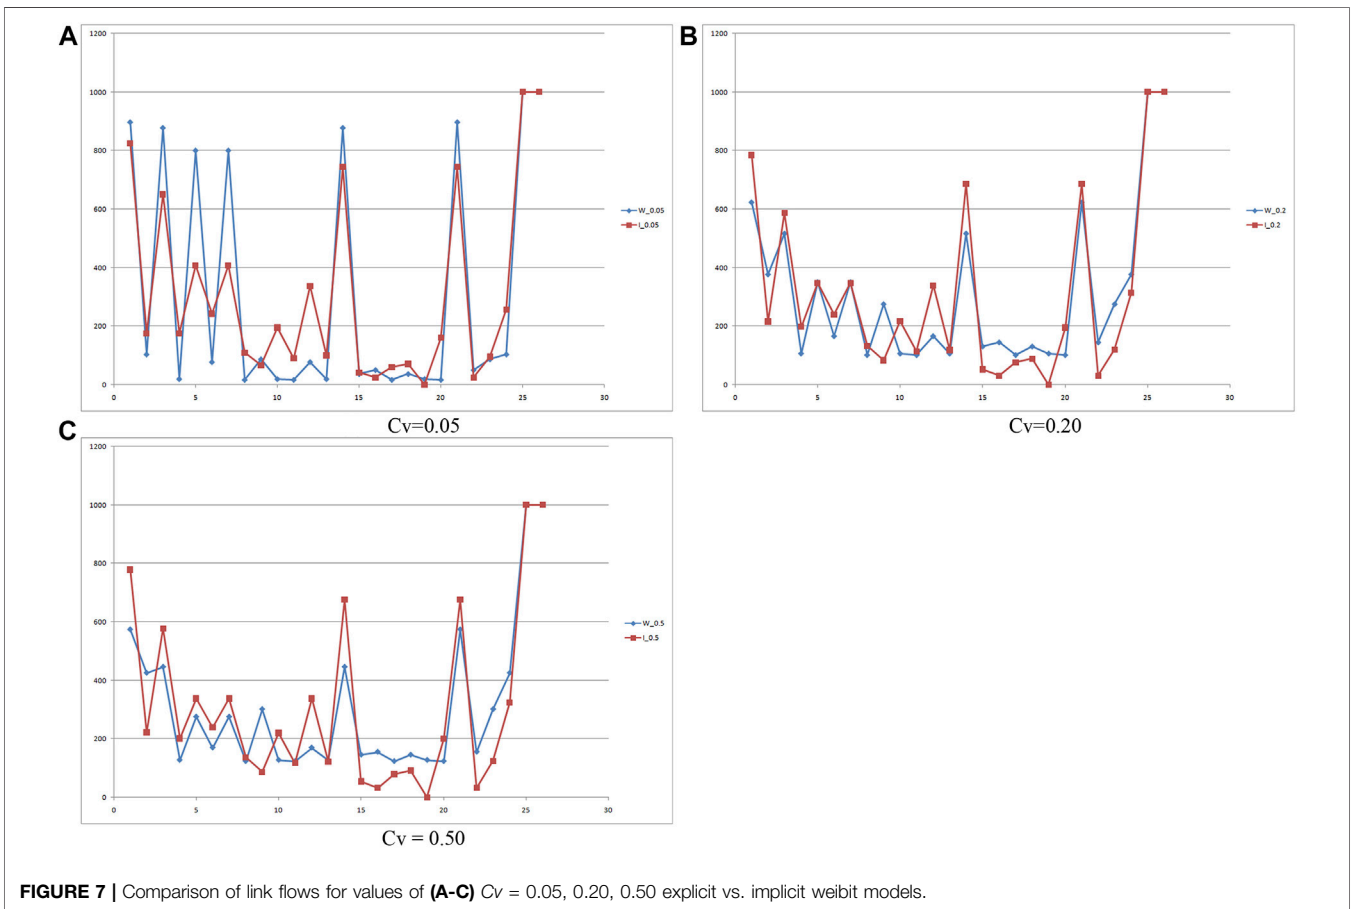 A
1200
1000
800
600
400
200
0
0 5 10 15 20 25 30
W_0.05
I_0.05
Cv=0.05
B
1200
1000
800
600
400
200
0
0 5 10 15 20 25 30
W_0.2
I_0.2
Cv=0.20
C
1200
1000
800
600
400
200
0
0 5 10 15 20 25 30
W_0.5
I_0.5
Cv = 0.50
FIGURE 7 | Comparison of link flows for values of (A-C) Cv = 0.05, 0.20, 0.50 explicit vs. implicit weibit models.